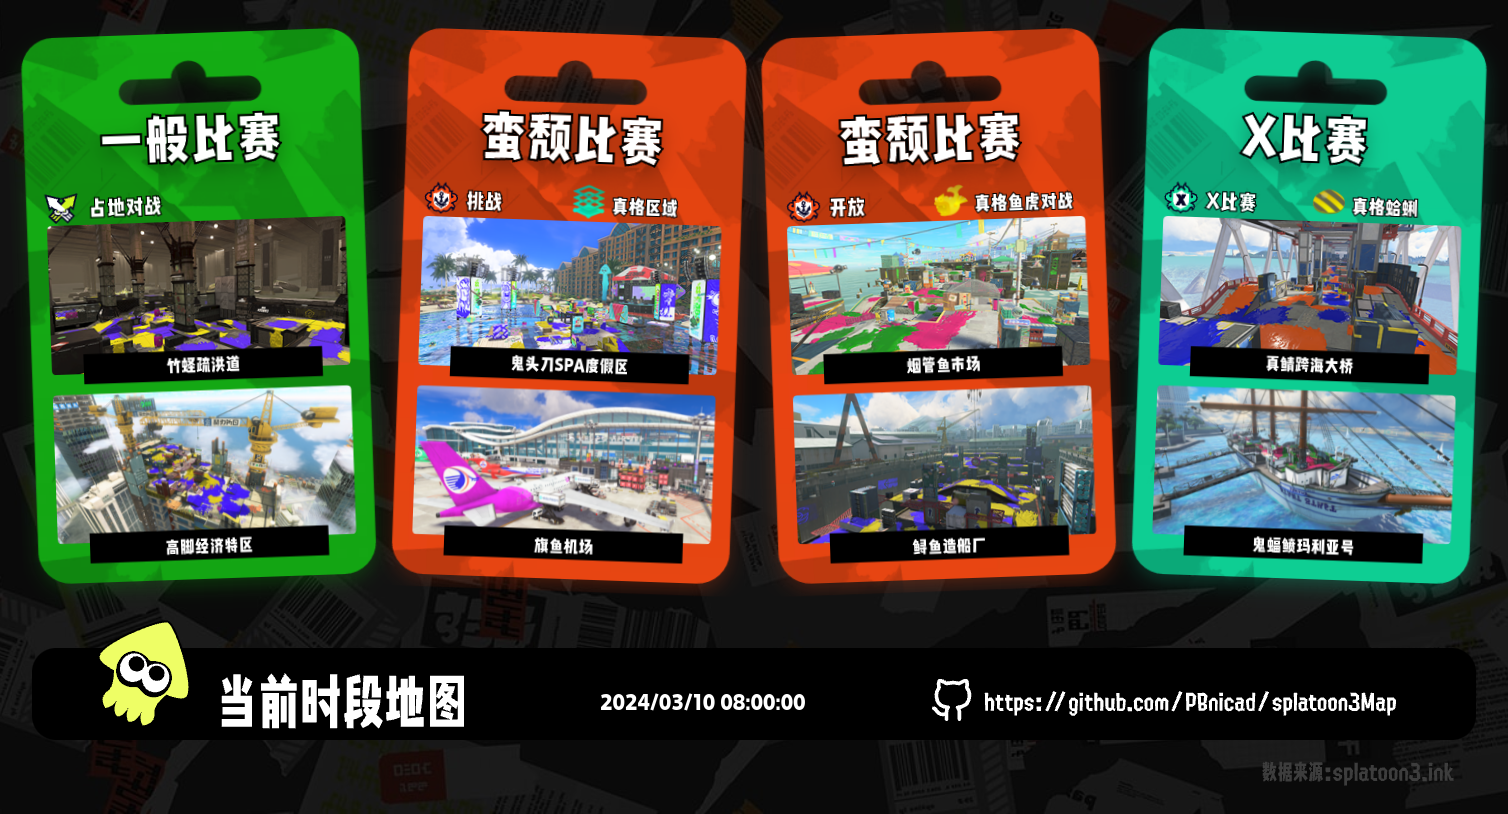 一般比赛
占地对战
竹蛏疏洪道
高脚经济特区
蛮颓比赛
挑战
真格区域
鬼头刀SPA度假区
旗鱼机场
蛮颓比赛
开放
真格鱼虎对战
烟管鱼市场
鲟鱼造船厂
X比赛
X比赛
真格蛤蜊
真鲷跨海大桥
鬼蝠鲼玛利亚号
当前时段地图
2024/03/10 08:00:00
https://github.com/PBnicad/splatoon3Map
数据来源:splatoon3.ink